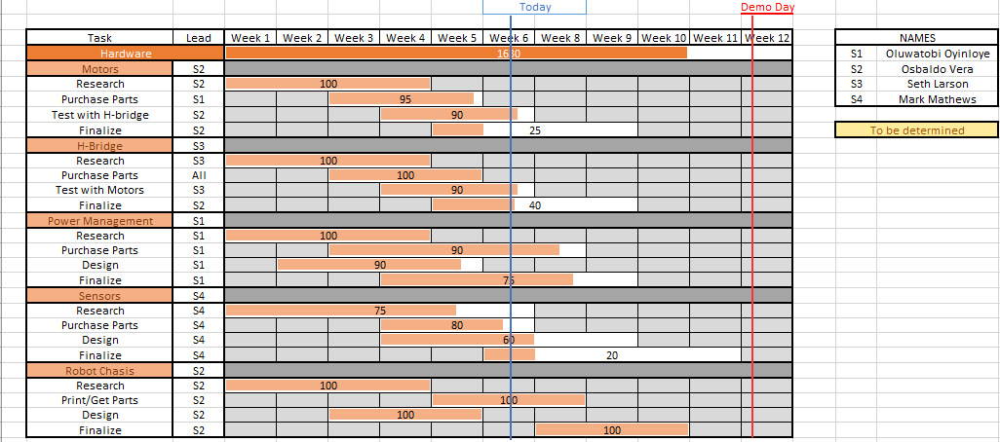 Today Demo Day
Task Lead Week 1 Week 2 Week 3 Week 4 Week 5 Week 6 Week 8 Week 9 Week 10 Week 11 Week 12 NAMES
Hardware 1630 S1 Oluwatobi Oyinloye
Motors S2 S2 Osbaldo Vera
Research S2 100 S3 Seth Larson
Purchase Parts S1 95 S4 Mark Mathews
Test with H-bridge S2 90
Finalize S2 25 To be determined
H-Bridge S3
Research S3 100
Purchase Parts All 100
Test with Motors S3 90
Finalize S2 40
Power Management S1
Research S1 100
Purchase Parts S1 90
Design S1 90
Finalize S1 75
Sensors S4
Research S4 75
Purchase Parts S4 80
Design S4 60
Finalize S4 20
Robot Chasis S2
Research S2 100
Print/Get Parts S2 100
Design S2 100
Finalize S2 100